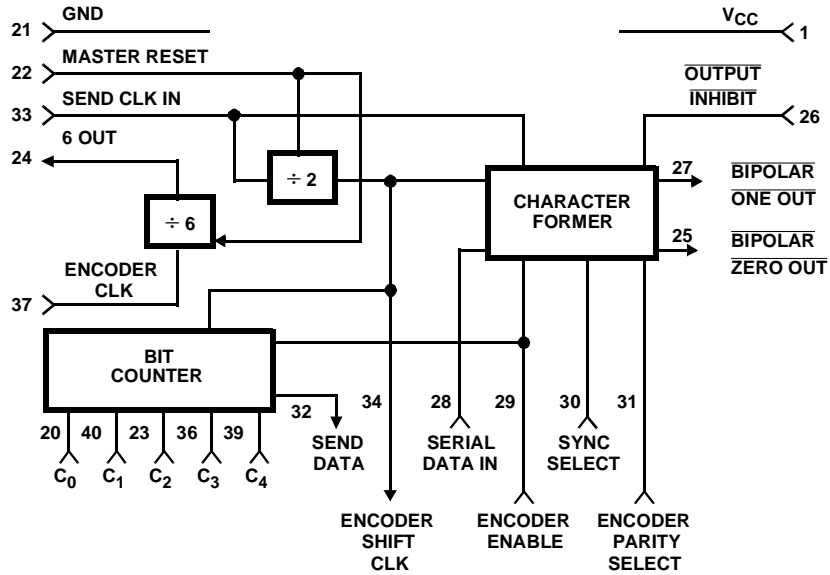 21 GND
V_CC 1
22 MASTER RESET
OUTPUT
INHIBIT
26
33 SEND CLK IN
6 OUT
24
÷ 2
27 BIPOLAR
ONE OUT
CHARACTER
FORMER
÷ 6
25 BIPOLAR
ZERO OUT
ENCODER
CLK
37
BIT
COUNTER
32
34
28
29
30
31
20 40 23 36 39
C0 C1 C2 C3 C4
SEND
DATA
SERIAL
DATA IN
SYNC
SELECT
ENCODER
SHIFT
CLK
ENCODER
ENABLE
ENCODER
PARITY
SELECT